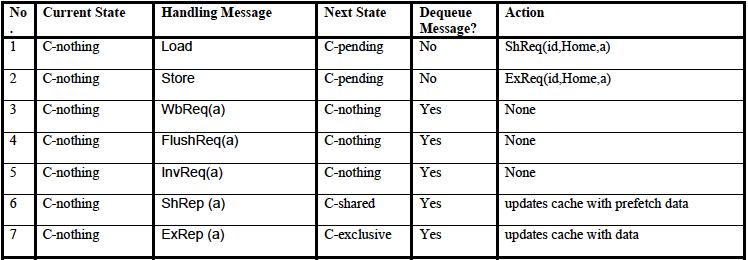 No. Current State Handling Message Next State Dequeue Message? Action
1 C-nothing Load C-pending No ShReq(id,Home,a)
2 C-nothing Store C-pending No ExReq(id,Home,a)
3 C-nothing WbReq(a) C-nothing Yes None
4 C-nothing FlushReq(a) C-nothing Yes None
5 C-nothing InvReq(a) C-nothing Yes None
6 C-nothing ShRep (a) C-shared Yes updates cache with prefetch data
7 C-nothing ExRep (a) C-exclusive Yes updates cache with data